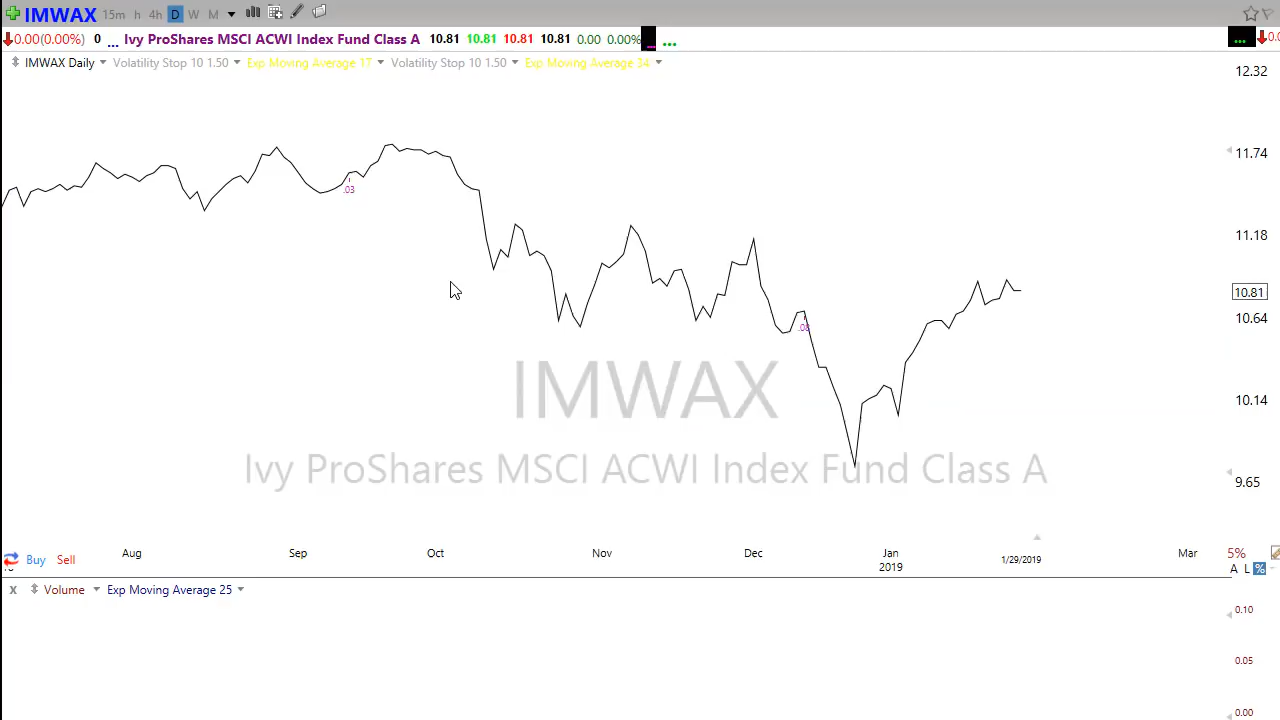 IMWAX 15m h 4h D W M
0.00(0.00%) 0 ... Ivy ProShares MSCI ACWI Index Fund Class A 10.81 10.81 10.81 10.81 0.00 0.00% ... ... ...
IMWAX Daily Volatility Stop 10 1.50 Exp Moving Average 17 Volatility Stop 10 1.50 Exp Moving Average 34
12.32
11.74
.03
11.18
10.81
10.64
.08
IMWAX
10.14
Ivy ProShares MSCI ACWI Index Fund Class A
9.65
Aug Sep Oct Nov Dec Jan Mar 5%
Buy Sell 2019 1/29/2019
A L %
X Volume Exp Moving Average 25
0.10
0.05
0.00